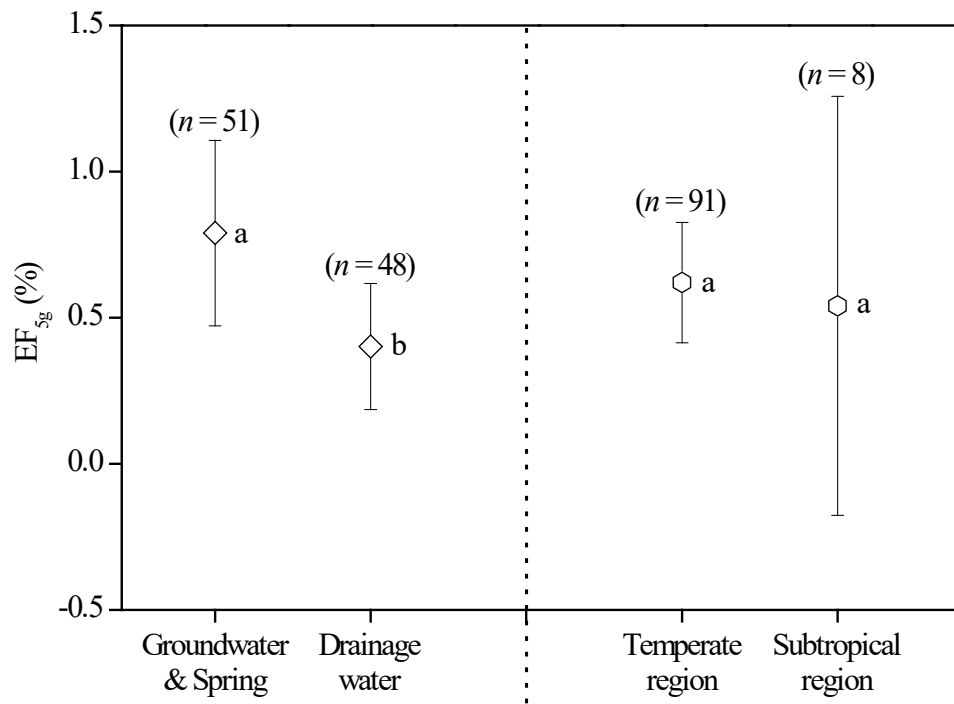 1.5
1.0
0.5
0.0
-0.5
EF5g (%)
(n = 51)
a
(n = 48)
b
(n = 91)
a
(n = 8)
a
Groundwater
& Spring
Drainage
water
Temperate
region
Subtropical
region